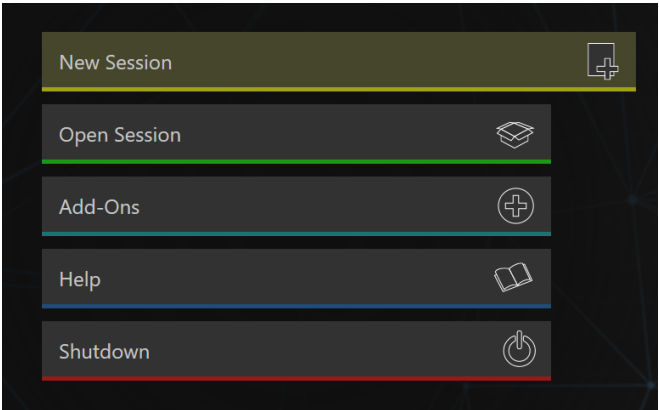 New Session
Open Session
Add-Ons
Help
Shutdown